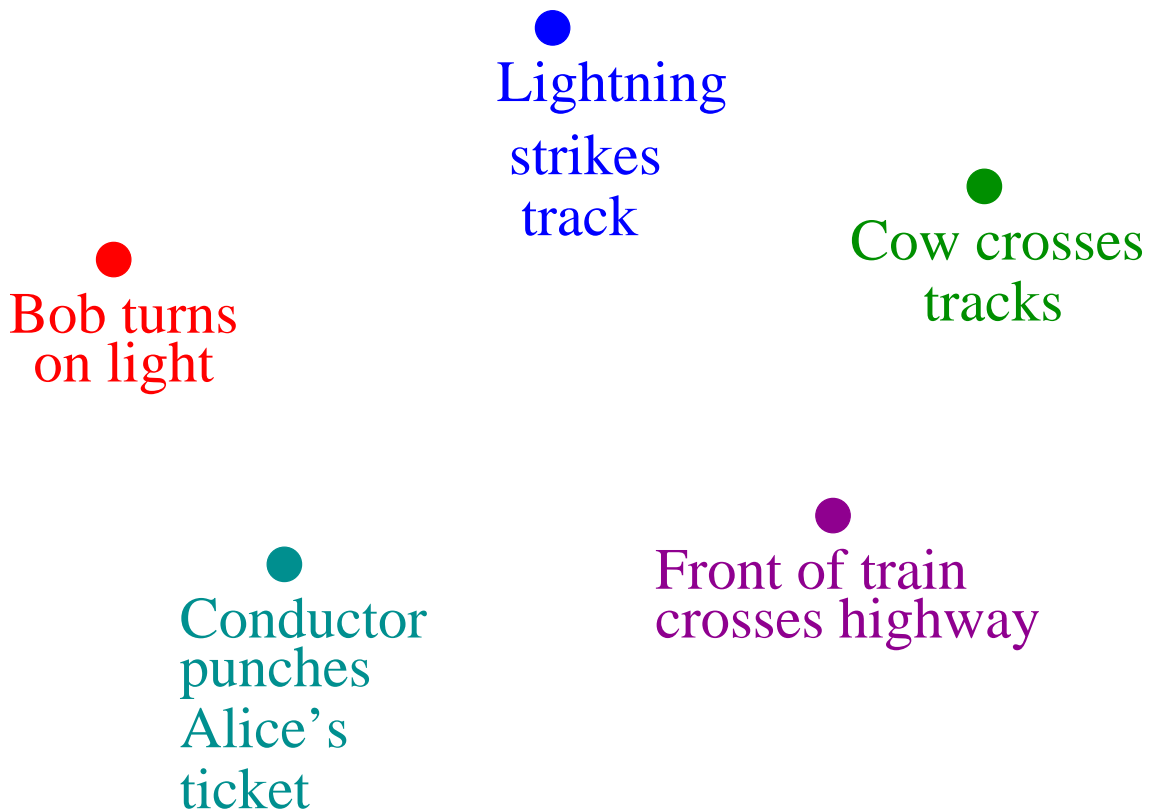 Lightning
strikes
track
Cow crosses
tracks
Bob turns
on light
Front of train
crosses highway
Conductor
punches
Alice’s
ticket